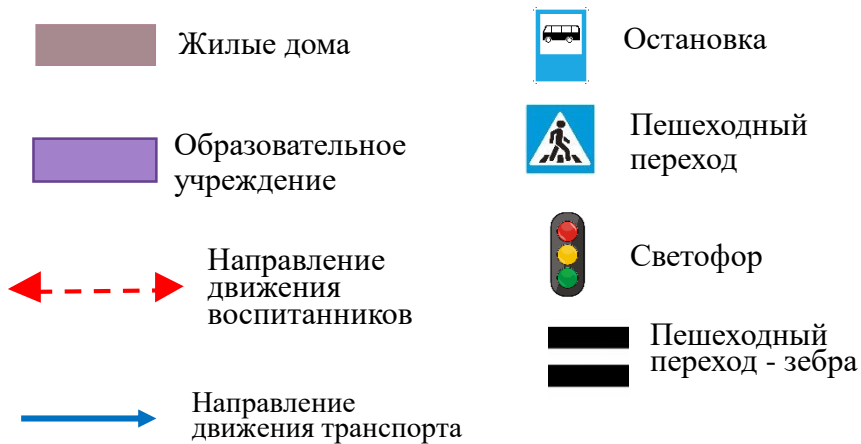 Жилые дома
Образовательное
учреждение
Направление
движения
воспитанников
Направление
движения транспорта
Остановка
Пешеходный
переход
Светофор
Пешеходный
переход - зебра